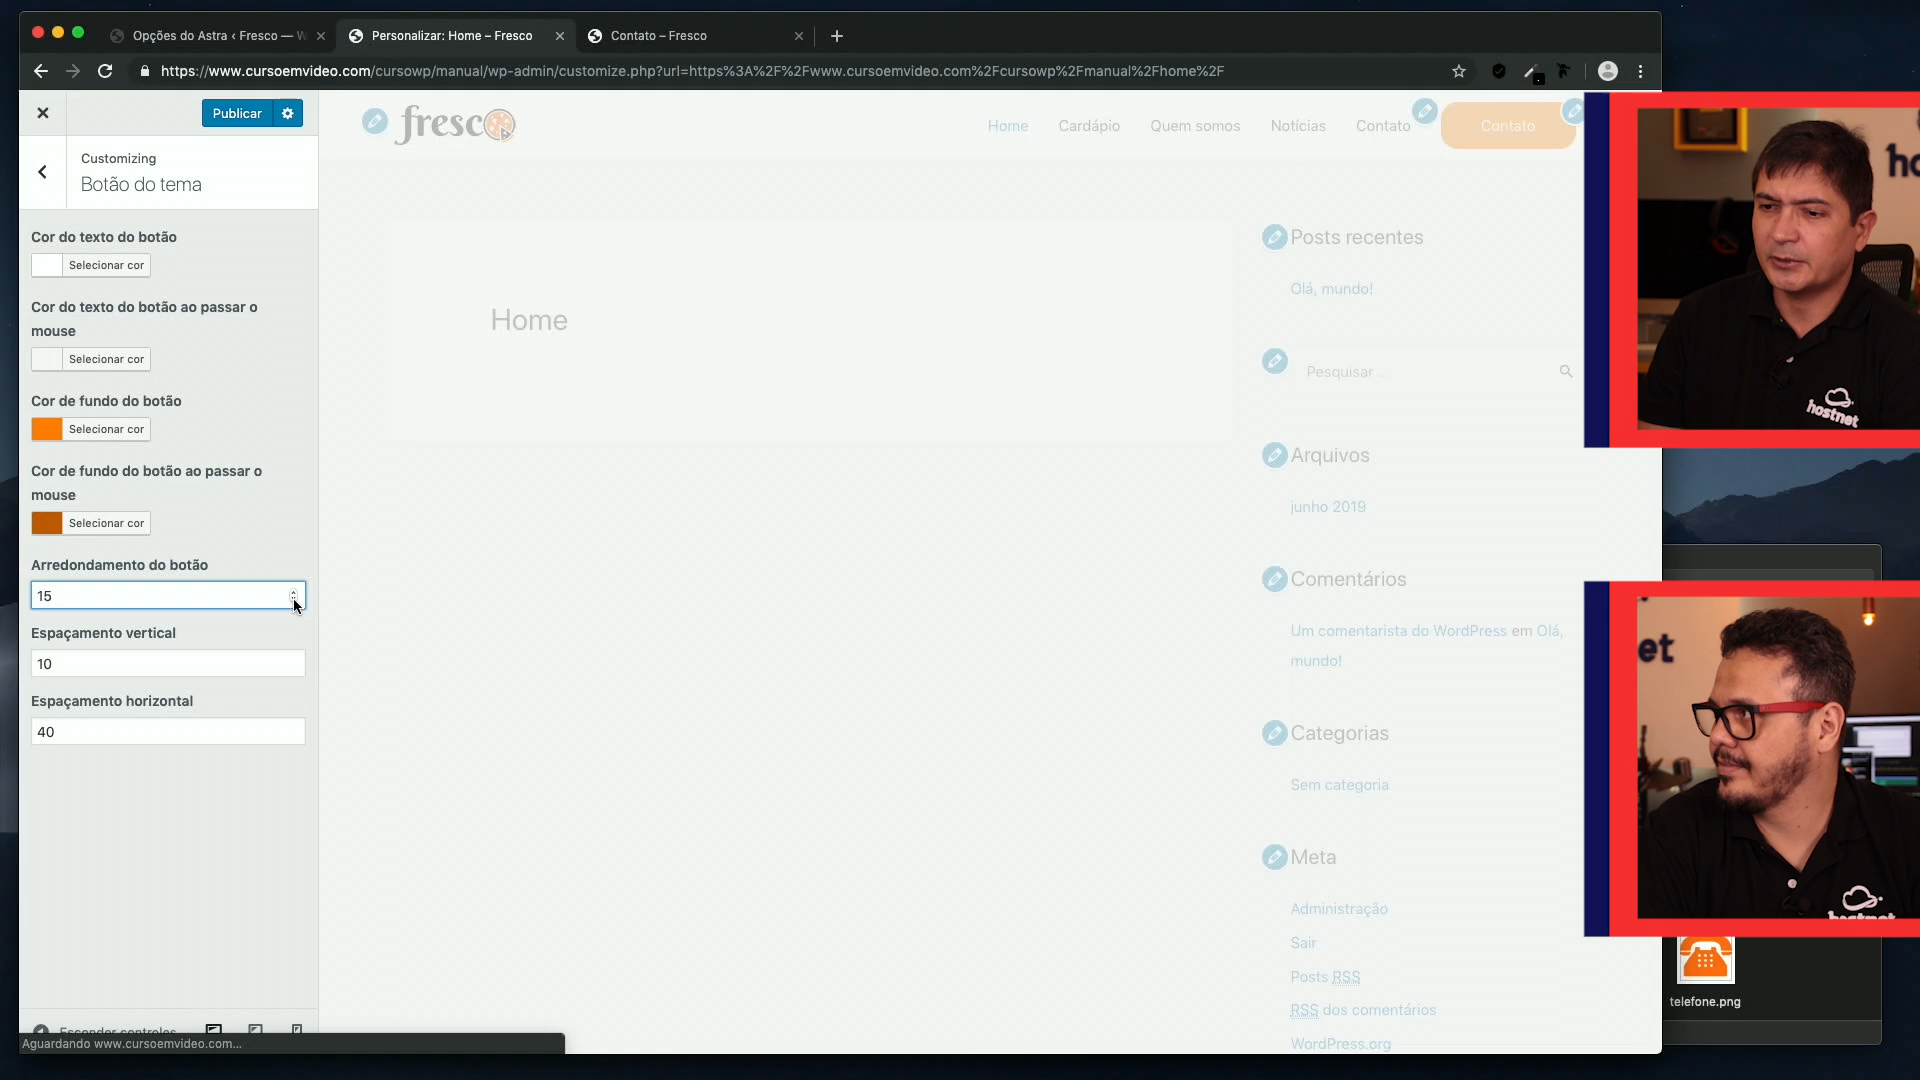 Opções do Astra ‹ Fresco — W
Personalizar: Home – Fresco
Contato – Fresco
https://www.cursoemvideo.com/cursowp/manual/wp-admin/customize.php?url=https%3A%2F%2Fwww.cursoemvideo.com%2Fcursowp%2Fmanual%2Fhome%2F
Publicar
Customizing
Botão do tema
Cor do texto do botão
Selecionar cor
Cor do texto do botão ao passar o
mouse
Selecionar cor
Cor de fundo do botão
Selecionar cor
Cor de fundo do botão ao passar o
mouse
Selecionar cor
Arredondamento do botão
15
Espaçamento vertical
10
Espaçamento horizontal
40
Esconder controles
Aguardando www.cursoemvideo.com...
fresco
Home
Cardápio
Quem somos
Notícias
Contato
Contato
Home
Posts recentes
Olá, mundo!
Pesquisar ...
Arquivos
junho 2019
Comentários
Um comentarista do WordPress em Olá,
mundo!
Categorias
Sem categoria
Meta
Administração
Sair
Posts RSS
RSS dos comentários
WordPress.org
ho
hostnet
et
hostnet
telefone.png